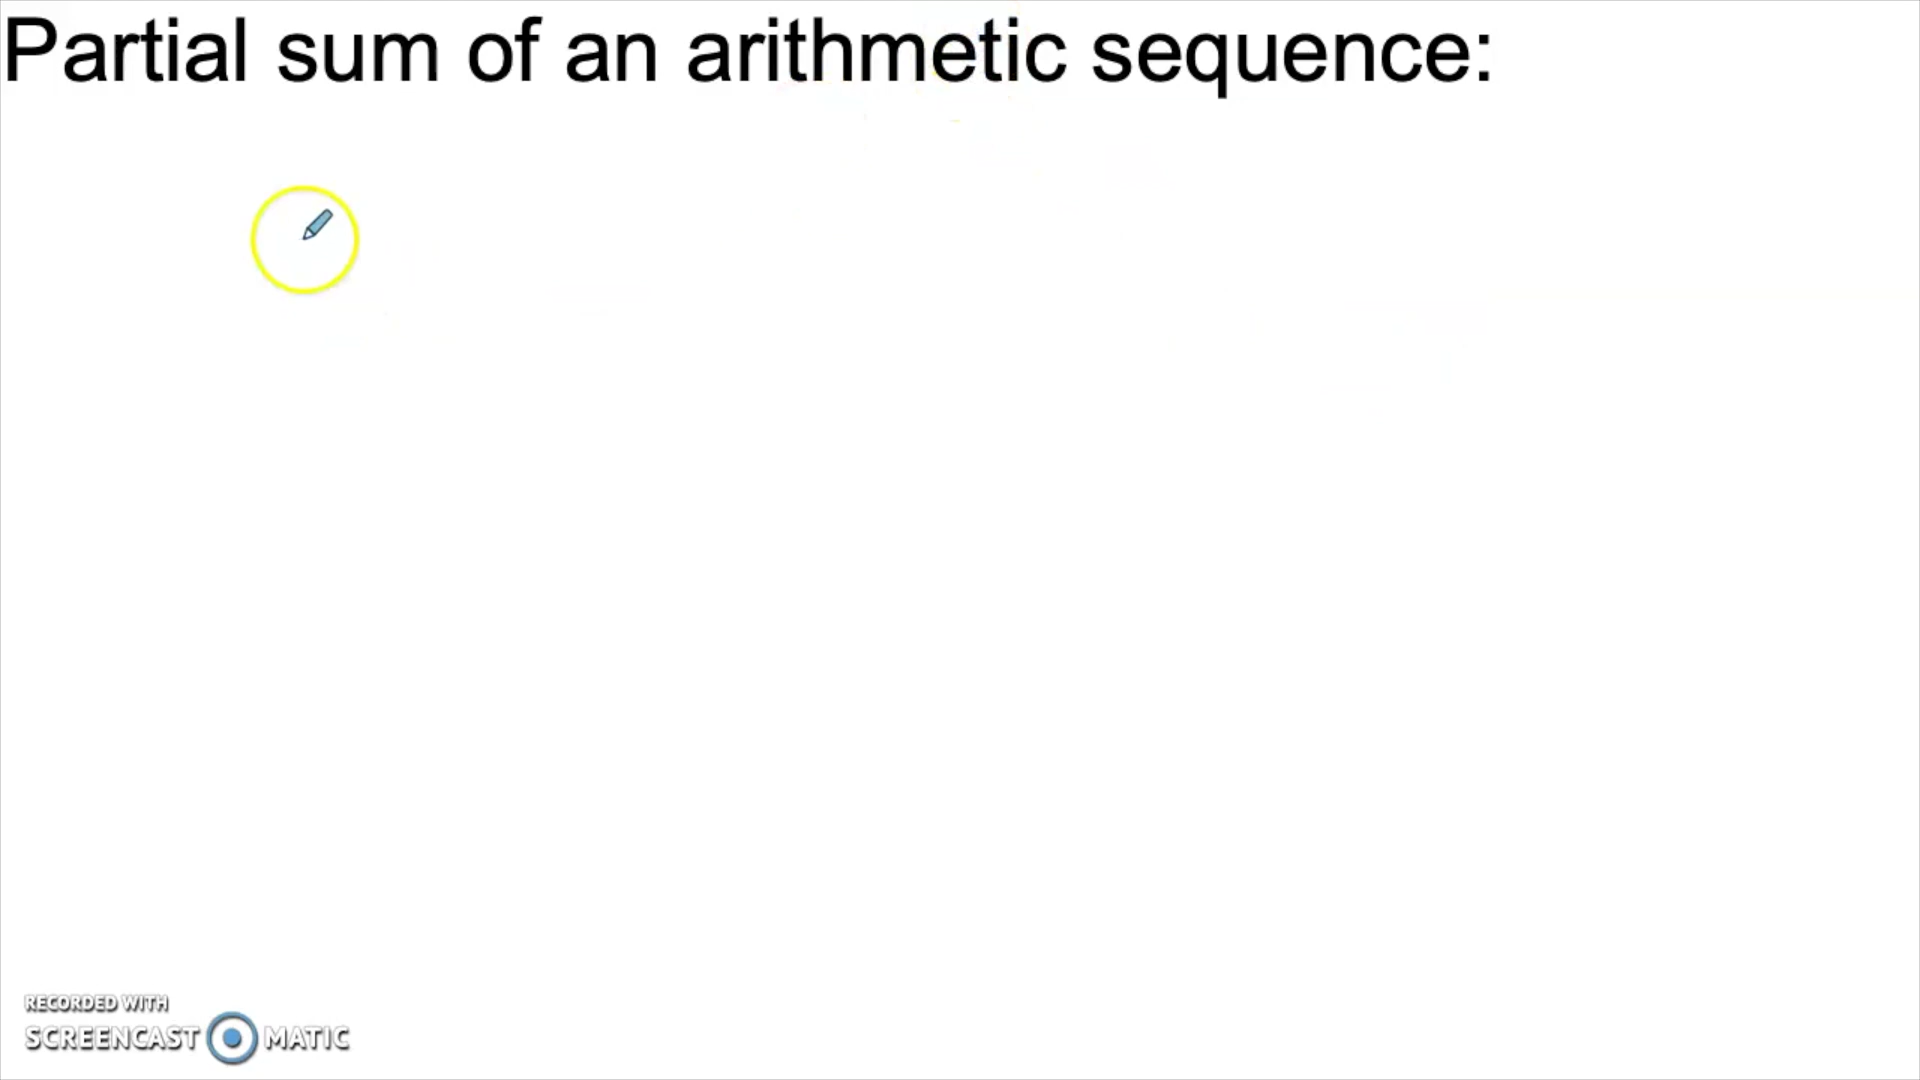 Partial sum of an arithmetic sequence:
RECORDED WITH
SCREENCAST MATIC